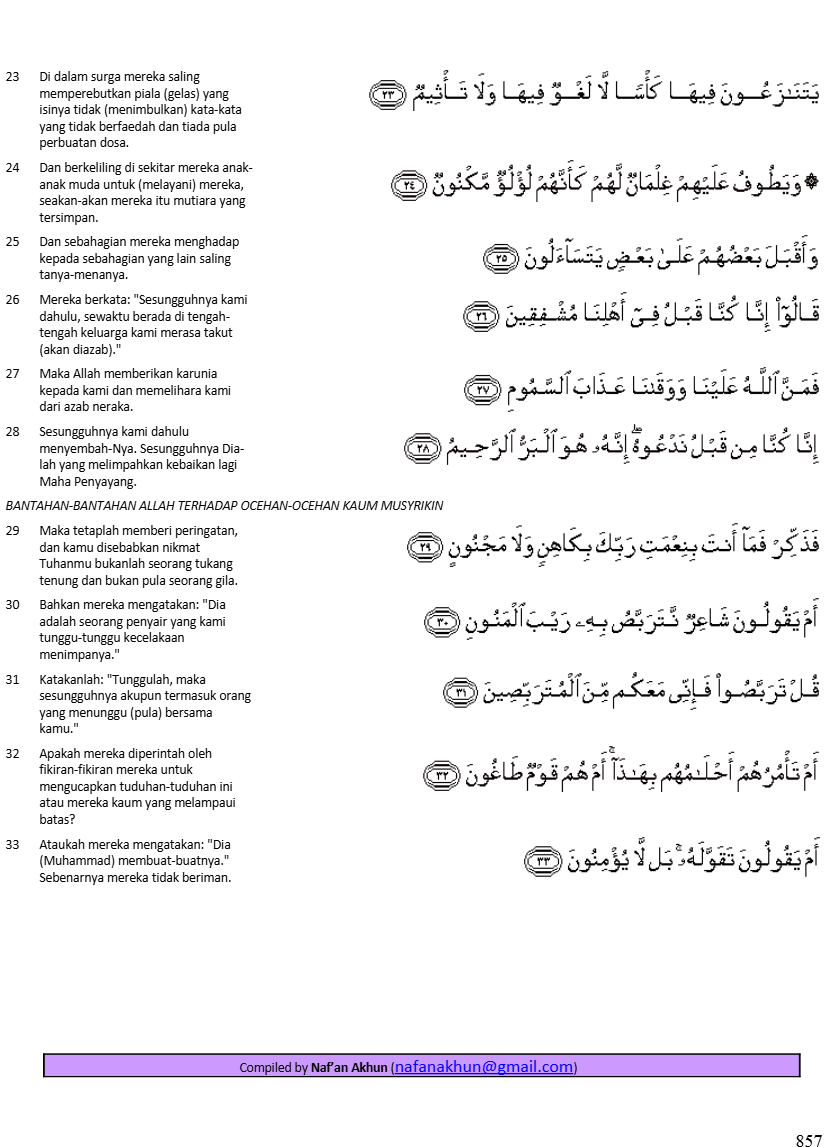 23 Di dalam surga mereka saling
memperebutkan piala (gelas) yang
isinya tidak (menimbulkan) kata-kata
yang tidak berfaedah dan tiada pula
perbuatan dosa.
يَتَنَـٰزَعُونَ فِيهَا كَأْسًا لَّا لَغْوٌ فِيهَا وَلَا تَأْثِيمٌ ﴿٢٣﴾
24 Dan berkeliling di sekitar mereka anak-
anak muda untuk (melayani) mereka,
seakan-akan mereka itu mutiara yang
tersimpan.
۞ وَيَطُوفُ عَلَيْهِمْ غِلْمَانٌ لَّهُمْ كَأَنَّهُمْ لُؤْلُؤٌ مَّكْنُونٌ ﴿٢٤﴾
25 Dan sebahagian mereka menghadap
kepada sebahagian yang lain saling
tanya-menanya.
وَأَقْبَلَ بَعْضُهُمْ عَلَىٰ بَعْضٍ يَتَسَآءَلُونَ ﴿٢٥﴾
26 Mereka berkata: "Sesungguhnya kami
dahulu, sewaktu berada di tengah-
tengah keluarga kami merasa takut
(akan diazab)."
قَالُوٓا۟ إِنَّا كُنَّا قَبْلُ فِىٓ أَهْلِنَا مُشْفِقِينَ ﴿٢٦﴾
27 Maka Allah memberikan karunia
kepada kami dan memelihara kami
dari azab neraka.
فَمَنَّ ٱللَّهُ عَلَيْنَا وَوَقَىٰنَا عَذَابَ ٱلسَّمُومِ ﴿٢٧﴾
28 Sesungguhnya kami dahulu
menyembah-Nya. Sesungguhnya Dia-
lah yang melimpahkan kebaikan lagi
Maha Penyayang.
إِنَّا كُنَّا مِن قَبْلُ نَدْعُوهُ ۖ إِنَّهُۥ هُوَ ٱلْبَرُّ ٱلرَّحِيمُ ﴿٢٨﴾
BANTAHAN-BANTAHAN ALLAH TERHADAP OCEHAN-OCEHAN KAUM MUSYRIKIN
29 Maka tetaplah memberi peringatan,
dan kamu disebabkan nikmat
Tuhanmu bukanlah seorang tukang
tenung dan bukan pula seorang gila.
فَذَكِّرْ فَمَآ أَنتَ بِنِعْمَتِ رَبِّكَ بِكَاهِنٍ وَلَا مَجْنُونٍ ﴿٢٩﴾
30 Bahkan mereka mengatakan: "Dia
adalah seorang penyair yang kami
tunggu-tunggu kecelakaan
menimpanya."
أَمْ يَقُولُونَ شَاعِرٌ نَّتَرَبَّصُ بِهِۦ رَيْبَ ٱلْمَنُونِ ﴿٣٠﴾
31 Katakanlah: "Tunggulah, maka
sesungguhnya akupun termasuk orang
yang menunggu (pula) bersama
kamu."
قُلْ تَرَبَّصُوا۟ فَإِنِّى مَعَكُم مِّنَ ٱلْمُتَرَبِّصِينَ ﴿٣١﴾
32 Apakah mereka diperintah oleh
fikiran-fikiran mereka untuk
mengucapkan tuduhan-tuduhan ini
atau mereka kaum yang melampaui
batas?
أَمْ تَأْمُرُهُمْ أَحْلَـٰمُهُم بِهَـٰذَآ ۚ أَمْ هُمْ قَوْمٌ طَاغُونَ ﴿٣٢﴾
33 Ataukah mereka mengatakan: "Dia
(Muhammad) membuat-buatnya."
Sebenarnya mereka tidak beriman.
أَمْ يَقُولُونَ تَقَوَّلَهُۥ ۚ بَل لَّا يُؤْمِنُونَ ﴿٣٣﴾
Compiled by Naf'an Akhun (nafanakhun@gmail.com)
857